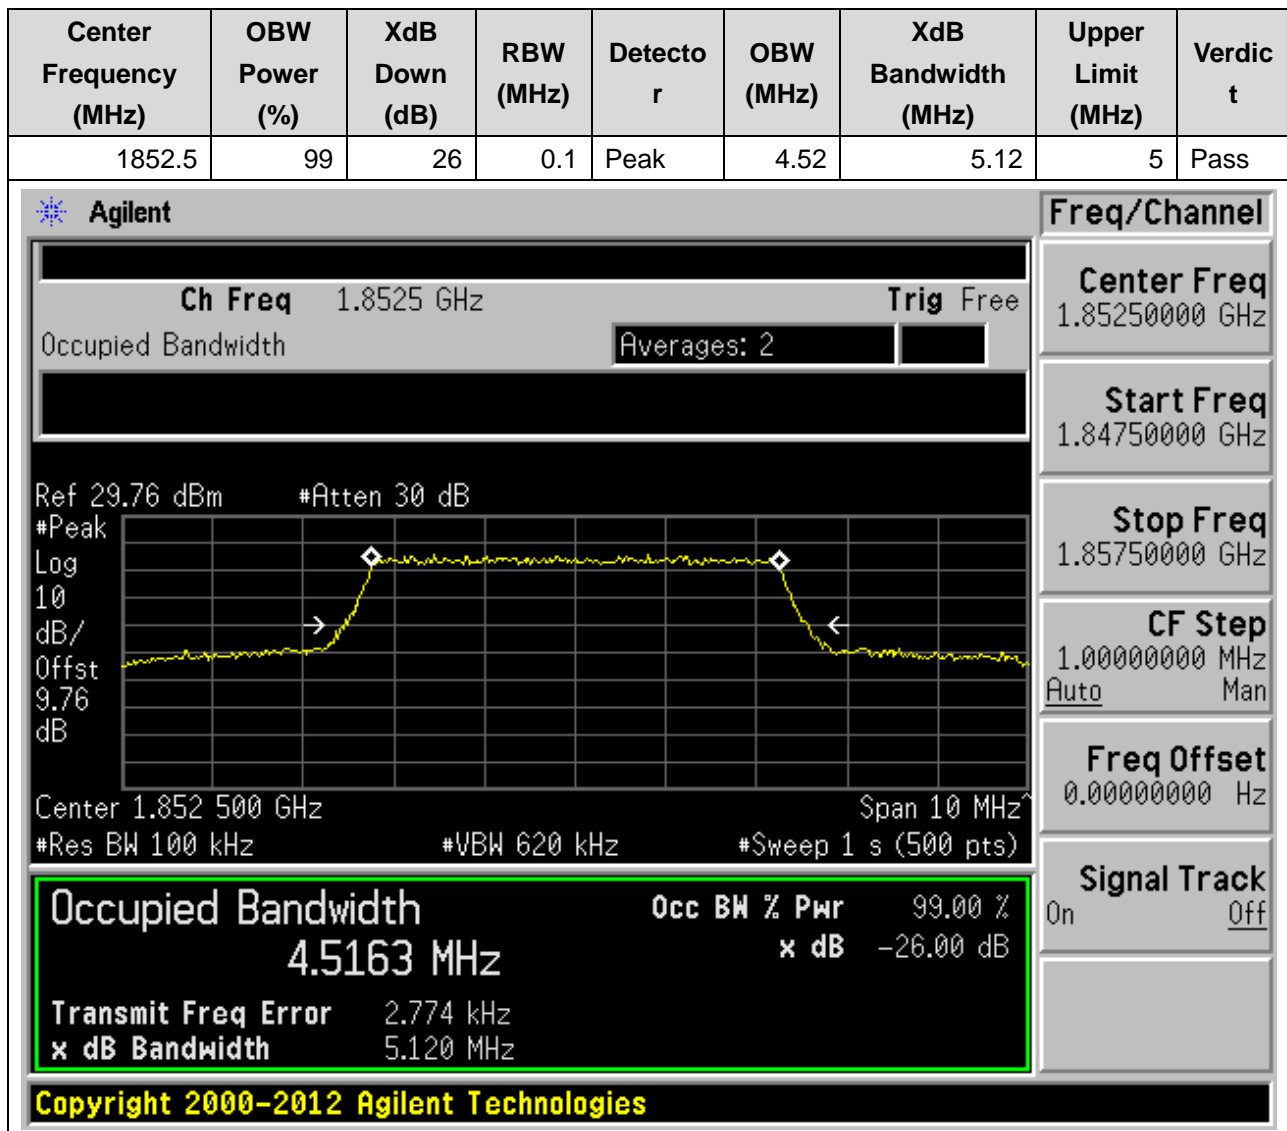 Center Frequency (MHz) OBW Power (%) XdB Down (dB) RBW (MHz) Detecto r OBW (MHz) XdB Bandwidth (MHz) Upper Limit (MHz) Verdic t
1852.5 99 26 0.1 Peak 4.52 5.12 5 Pass
Agilent
Freq/Channel
Ch Freq 1.8525 GHz Trig Free
Occupied Bandwidth Averages: 2
Center Freq
1.85250000 GHz
Start Freq
1.84750000 GHz
Stop Freq
1.85750000 GHz
CF Step
1.00000000 MHz
Auto Man
Freq Offset
0.00000000 Hz
Signal Track
On Off
Ref 29.76 dBm #Atten 30 dB
#Peak
Log
10
dB/
Offst
9.76
dB
Center 1.852 500 GHz Span 10 MHz^
#Res BW 100 kHz #VBW 620 kHz #Sweep 1 s (500 pts)
Occupied Bandwidth
4.5163 MHz
Occ BW % Pwr 99.00 %
x dB -26.00 dB
Transmit Freq Error 2.774 kHz
x dB Bandwidth 5.120 MHz
Copyright 2000-2012 Agilent Technologies